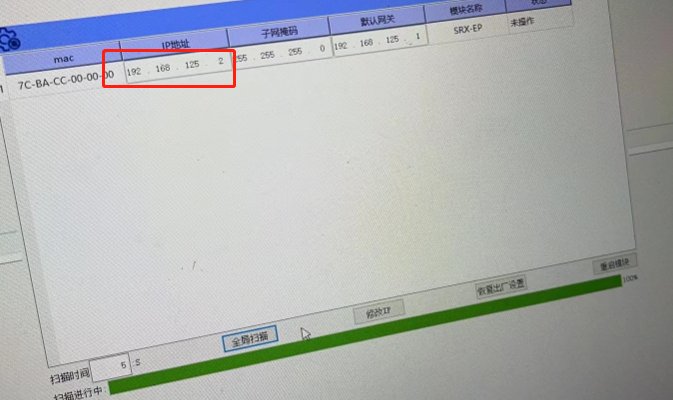 mac IP地址 子网掩码 默认网关 模块名称 状态
7C-BA-CC-00-00-00 192 . 168 . 125 . 2 255 . 255 . 255 . 0 192 . 168 . 125 . 1 SRX-EP 未操作
全局扫描 修改IP 恢复出厂设置 重启模块
扫描时间 5 S
扫描进行中: 100%